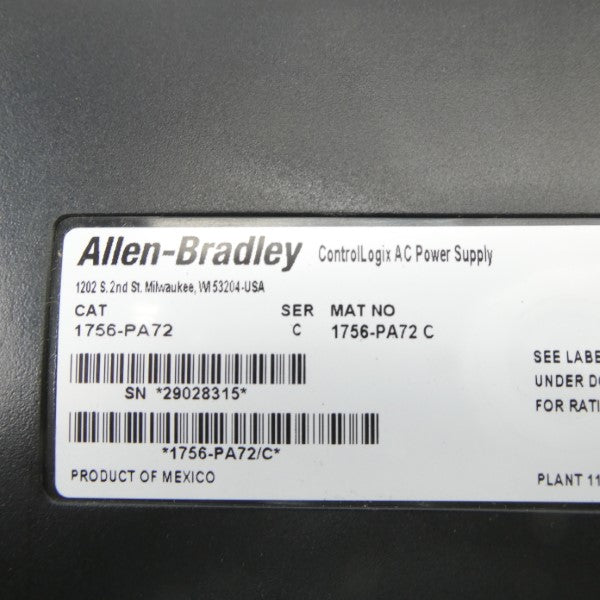 Allen-Bradley ControlLogix AC Power Supply
1202 S. 2nd St. Milwaukee, WI 53204-USA
CAT SER MAT NO
1756-PA72 C 1756-PA72 C
SEE LABE
SN *29028315*
UNDER DO
FOR RATI
*1756-PA72/C*
PRODUCT OF MEXICO
PLANT 11